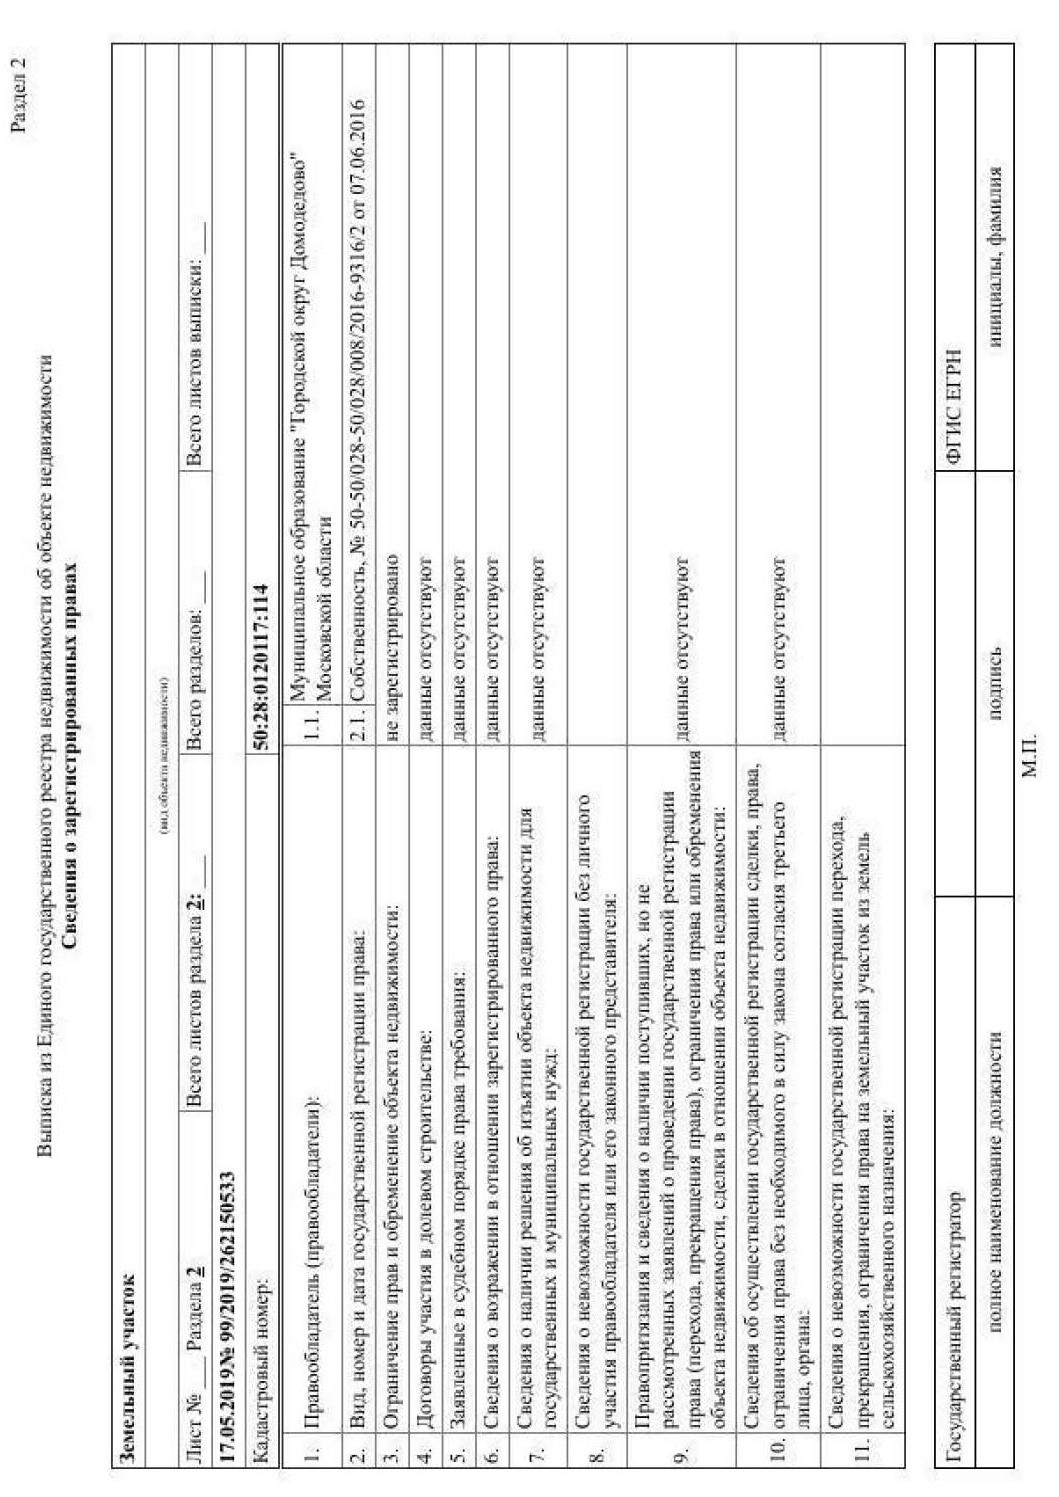 Раздел 2
Выписка из Единого государственного реестра недвижимости об объекте недвижимости
Сведения о зарегистрированных правах
Земельный участок
(вид объекта недвижимости)
Лист № ___ Раздела 2
Всего листов раздела 2: ___
Всего разделов: ___
Всего листов выписки: ___
17.05.2019№ 99/2019/262150533
Кадастровый номер:
50:28:0120117:114
1.
Правообладатель (правообладатели):
1.1.
Муниципальное образование "Городской округ Домодедово"
Московской области
2.
Вид, номер и дата государственной регистрации права:
2.1.
Собственность, № 50-50/028-50/028/008/2016-9316/2 от 07.06.2016
3.
Ограничение прав и обременение объекта недвижимости:
не зарегистрировано
4.
Договоры участия в долевом строительстве:
данные отсутствуют
5.
Заявленные в судебном порядке права требования:
данные отсутствуют
6.
Сведения о возражении в отношении зарегистрированного права:
данные отсутствуют
7.
Сведения о наличии решения об изъятии объекта недвижимости для
государственных и муниципальных нужд:
данные отсутствуют
8.
Сведения о невозможности государственной регистрации без личного
участия правообладателя или его законного представителя:
9.
Правопритязания и сведения о наличии поступивших, но не
рассмотренных заявлений о проведении государственной регистрации
права (перехода, прекращения права), ограничения права или обременения
объекта недвижимости, сделки в отношении объекта недвижимости:
данные отсутствуют
10.
Сведения об осуществлении государственной регистрации сделки, права,
ограничения права без необходимого в силу закона согласия третьего
лица, органа:
данные отсутствуют
11.
Сведения о невозможности государственной регистрации перехода,
прекращения, ограничения права на земельный участок из земель
сельскохозяйственного назначения:
Государственный регистратор
ФГИС ЕГРН
полное наименование должности
подпись
инициалы, фамилия
М.П.